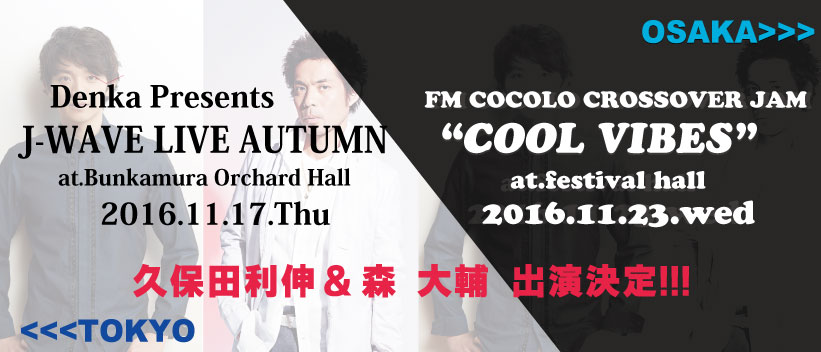 OSAKA>>>
Denka Presents
J-WAVE LIVE AUTUMN
at.Bunkamura Orchard Hall
2016.11.17.Thu
FM COCOLO CROSSOVER JAM
“COOL VIBES”
at.festival hall
2016.11.23.wed
久保田利伸＆森 大輔 出演決定!!!
<<<TOKYO